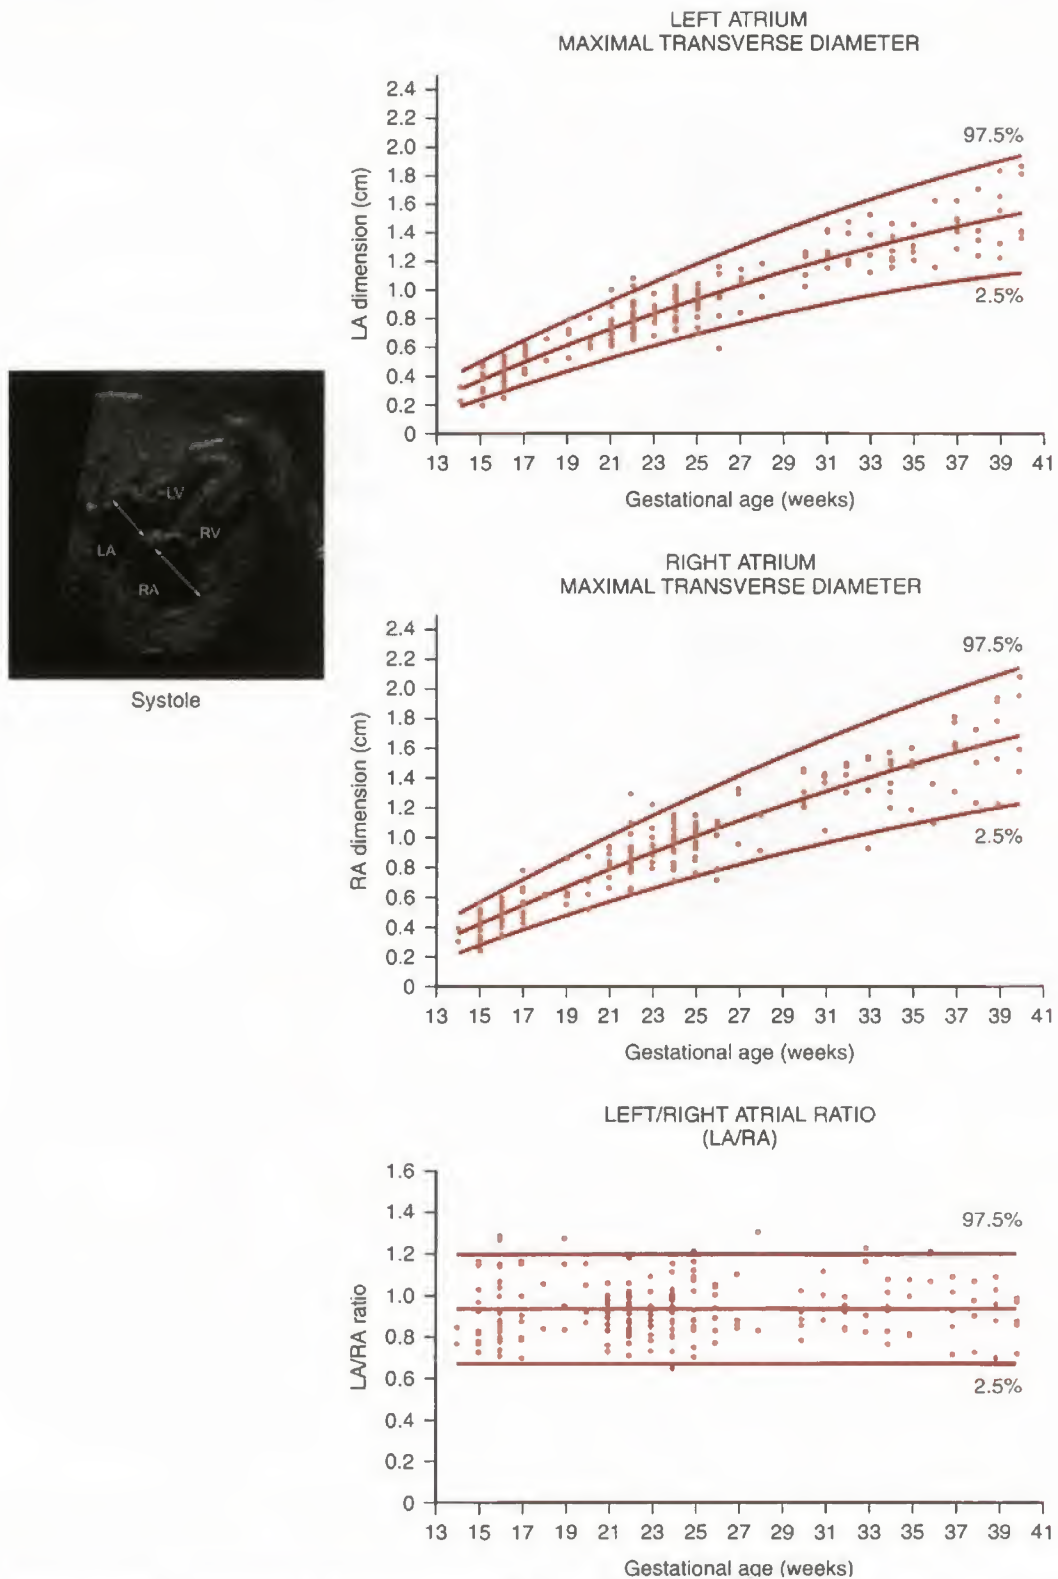 LEFT ATRIUM
MAXIMAL TRANSVERSE DIAMETER
2.4
2.2
2.0
1.8
1.6
1.4
1.2
1.0
0.8
0.6
0.4
0.2
0
LA dimension (cm)
97.5%
2.5%
13 15 17 19 21 23 25 27 29 31 33 35 37 39 41
Gestational age (weeks)
LV
RV
LA
RA
Systole
RIGHT ATRIUM
MAXIMAL TRANSVERSE DIAMETER
2.4
2.2
2.0
1.8
1.6
1.4
1.2
1.0
0.8
0.6
0.4
0.2
0
RA dimension (cm)
97.5%
2.5%
13 15 17 19 21 23 25 27 29 31 33 35 37 39 41
Gestational age (weeks)
LEFT/RIGHT ATRIAL RATIO
(LA/RA)
1.6
1.4
1.2
1.0
0.9
0.8
0.6
0.4
0.2
0
LA/RA ratio
97.5%
2.5%
13 15 17 19 21 23 25 27 29 31 33 35 37 39 41
Gestational age (weeks)